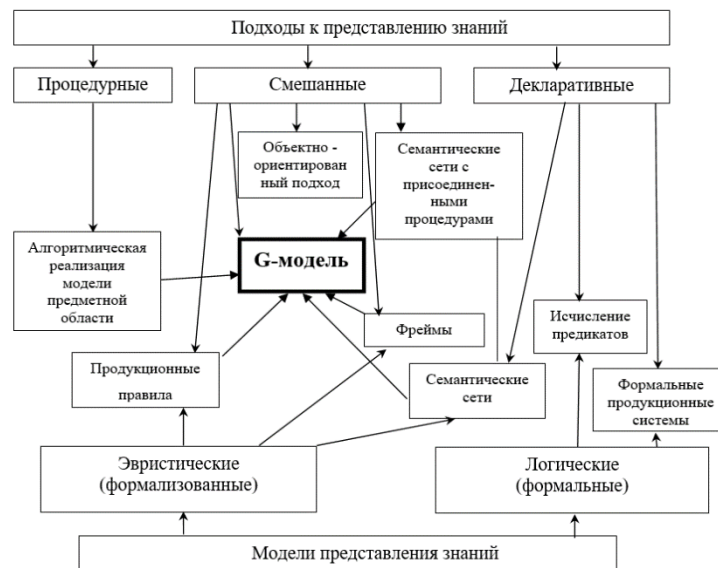 Подходы к представлению знаний
Процедурные
Смешанные
Декларативные
Объектно -
ориентирован
ный подход
Семантические
сети с
присоединен-
ными
процедурами
Алгоритмическая
реализация
модели
предметной
области
G-модель
Фреймы
Исчисление
предикатов
Продукционные
правила
Семантические
сети
Формальные
продукционные
системы
Эвристические
(формализованные)
Логические
(формальные)
Модели представления знаний